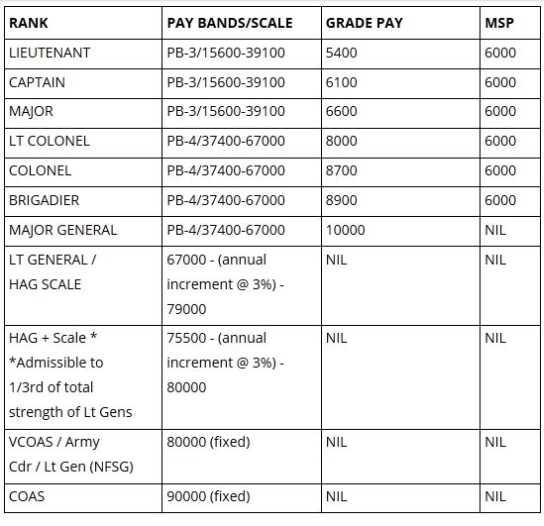 RANK PAY BANDS/SCALE GRADE PAY MSP
LIEUTENANT PB-3/15600-39100 5400 6000
CAPTAIN PB-3/15600-39100 6100 6000
MAJOR PB-3/15600-39100 6600 6000
LT COLONEL PB-4/37400-67000 8000 6000
COLONEL PB-4/37400-67000 8700 6000
BRIGADIER PB-4/37400-67000 8900 6000
MAJOR GENERAL PB-4/37400-67000 10000 NIL
LT GENERAL / 67000 - (annual NIL NIL
HAG SCALE increment @ 3%) -
79000
HAG + Scale * 75500 - (annual NIL NIL
*Admissible to increment @ 3%) -
1/3rd of total 80000
strength of Lt Gens
VCOAS / Army 80000 (fixed) NIL NIL
Cdr / Lt Gen (NFSG)
COAS 90000 (fixed) NIL NIL